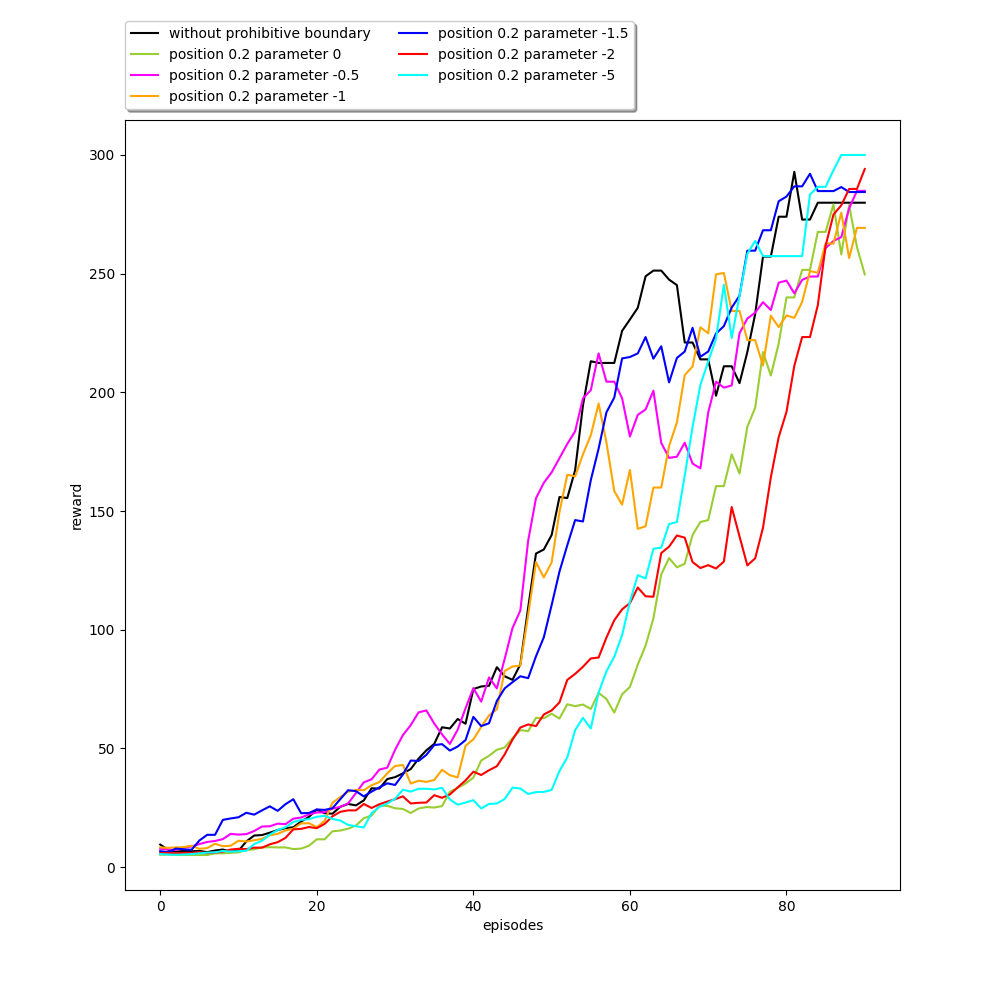 without prohibitive boundary
position 0.2 parameter 0
position 0.2 parameter -0.5
position 0.2 parameter -1
position 0.2 parameter -1.5
position 0.2 parameter -2
position 0.2 parameter -5
300
250
200
150
100
50
0
reward
0 20 40 60 80
episodes